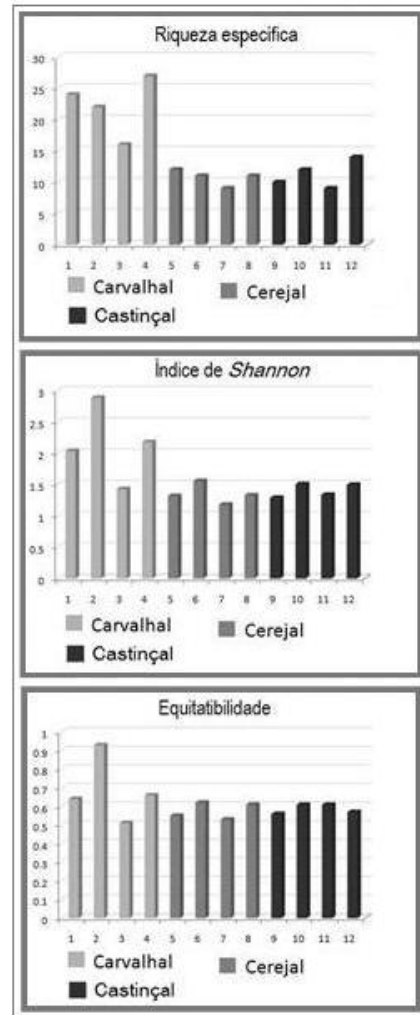 Riqueza especifica
30
25
20
15
10
5
0
1 2 3 4 5 6 7 8 9 10 11 12
Carvalhal Cerejal
Castinçal
Índice de Shannon
3
2.5
2
1.5
1
0.5
0
1 2 3 4 5 6 7 8 9 10 11 12
Carvalhal Cerejal
Castinçal
Equitatibilidade
1
0.9
0.8
0.7
0.6
0.5
0.4
0.3
0.2
0.1
0
1 2 3 4 5 6 7 8 9 10 11 12
Carvalhal Cerejal
Castinçal